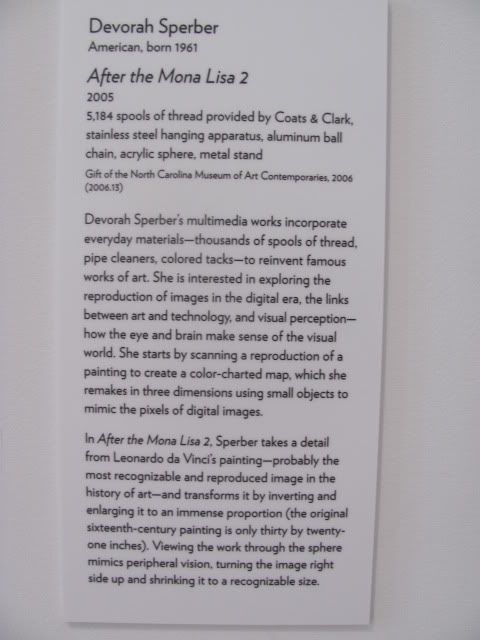 Devorah Sperber
American, born 1961
After the Mona Lisa 2
2005
5,184 spools of thread provided by Coats & Clark,
stainless steel hanging apparatus, aluminum ball
chain, acrylic sphere, metal stand
Gift of the North Carolina Museum of Art Contemporaries, 2006
(2006.13)
Devorah Sperber's multimedia works incorporate
everyday materials—thousands of spools of thread,
pipe cleaners, colored tacks—to reinvent famous
works of art. She is interested in exploring the
reproduction of images in the digital era, the links
between art and technology, and visual perception—
how the eye and brain make sense of the visual
world. She starts by scanning a reproduction of a
painting to create a color-charted map, which she
remakes in three dimensions using small objects to
mimic the pixels of digital images.
In After the Mona Lisa 2, Sperber takes a detail
from Leonardo da Vinci's painting—probably the
most recognizable and reproduced image in the
history of art—and transforms it by inverting and
enlarging it to an immense proportion (the original
sixteenth-century painting is only thirty by twenty-
one inches). Viewing the work through the sphere
mimics peripheral vision, turning the image right
side up and shrinking it to a recognizable size.